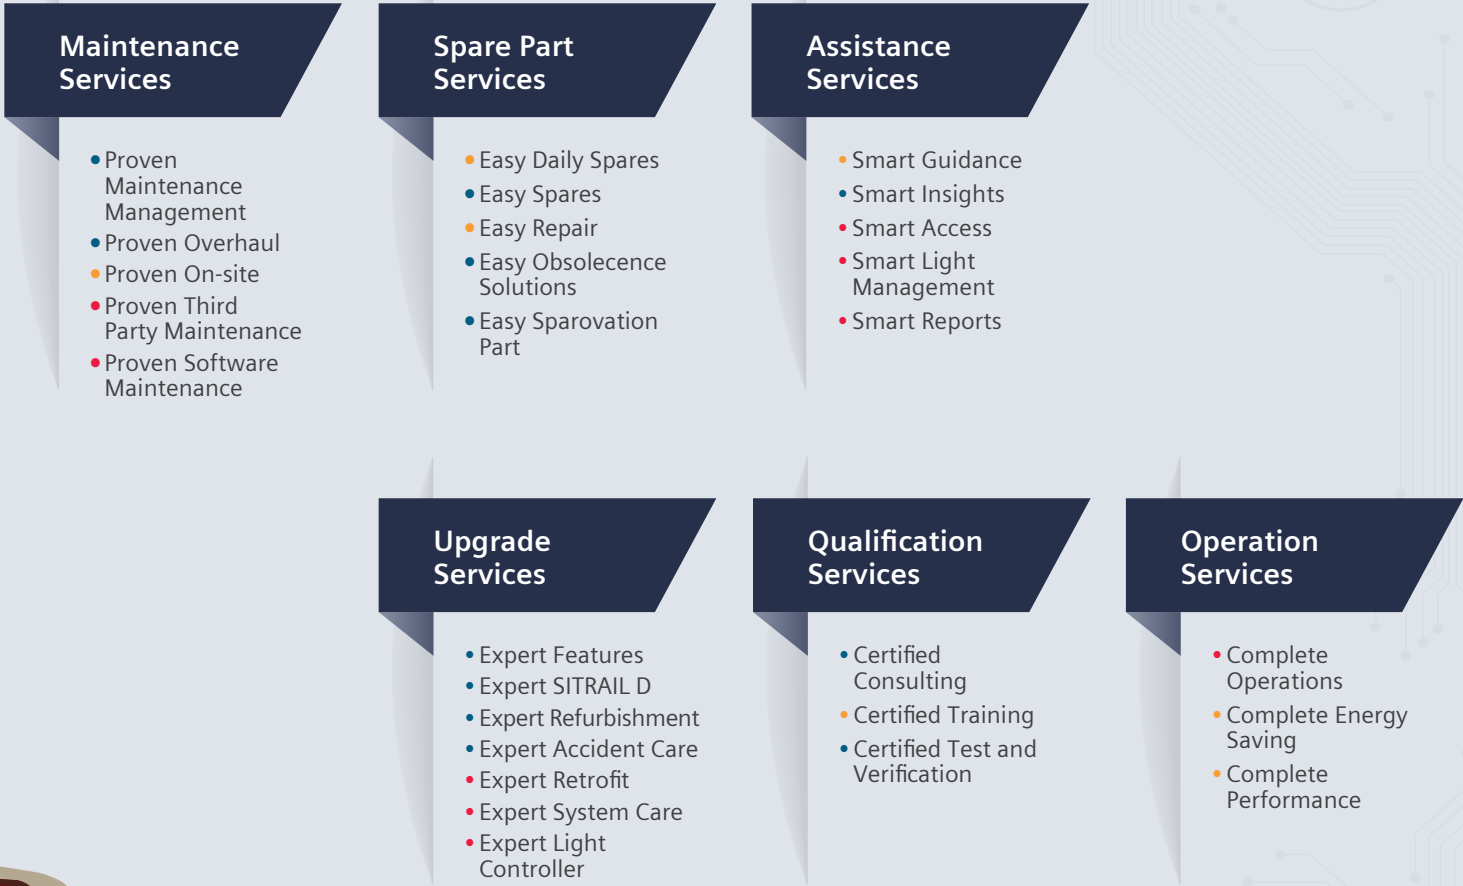 Maintenance
Services
• Proven
Maintenance
Management
• Proven Overhaul
• Proven On-site
• Proven Third
Party Maintenance
• Proven Software
Maintenance
Spare Part
Services
• Easy Daily Spares
• Easy Spares
• Easy Repair
• Easy Obsolecence
Solutions
• Easy Sparovation
Part
Assistance
Services
• Smart Guidance
• Smart Insights
• Smart Access
• Smart Light
Management
• Smart Reports
Upgrade
Services
• Expert Features
• Expert SITRAIL D
• Expert Refurbishment
• Expert Accident Care
• Expert Retrofit
• Expert System Care
• Expert Light
Controller
Qualification
Services
• Certified
Consulting
• Certified Training
• Certified Test and
Verification
Operation
Services
• Complete
Operations
• Complete Energy
Saving
• Complete
Performance